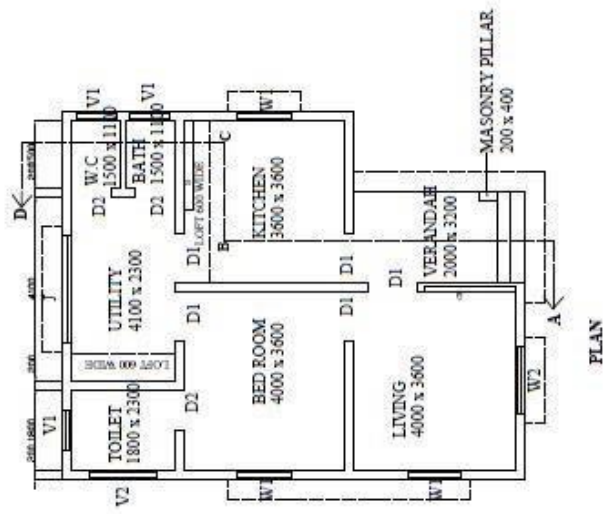 V1
V1
W.C
1500 x 1100
BATH
1500 x 1100
D
D2
D2
J
UTILITY
4100 x 2300
LOFT 600 WIDE
4100
V1
TOILET
1800 x 2300
V2
D2
D1
D1
LOFT 600 WIDE
B
C
KITCHEN
3600 x 3600
W1
BED ROOM
4000 x 3600
W1
D1
D1
D1
LIVING
4000 x 3600
W1
W2
VERANDAH
2000 x 3200
MASONRY PILLAR
200 x 400
A
PLAN